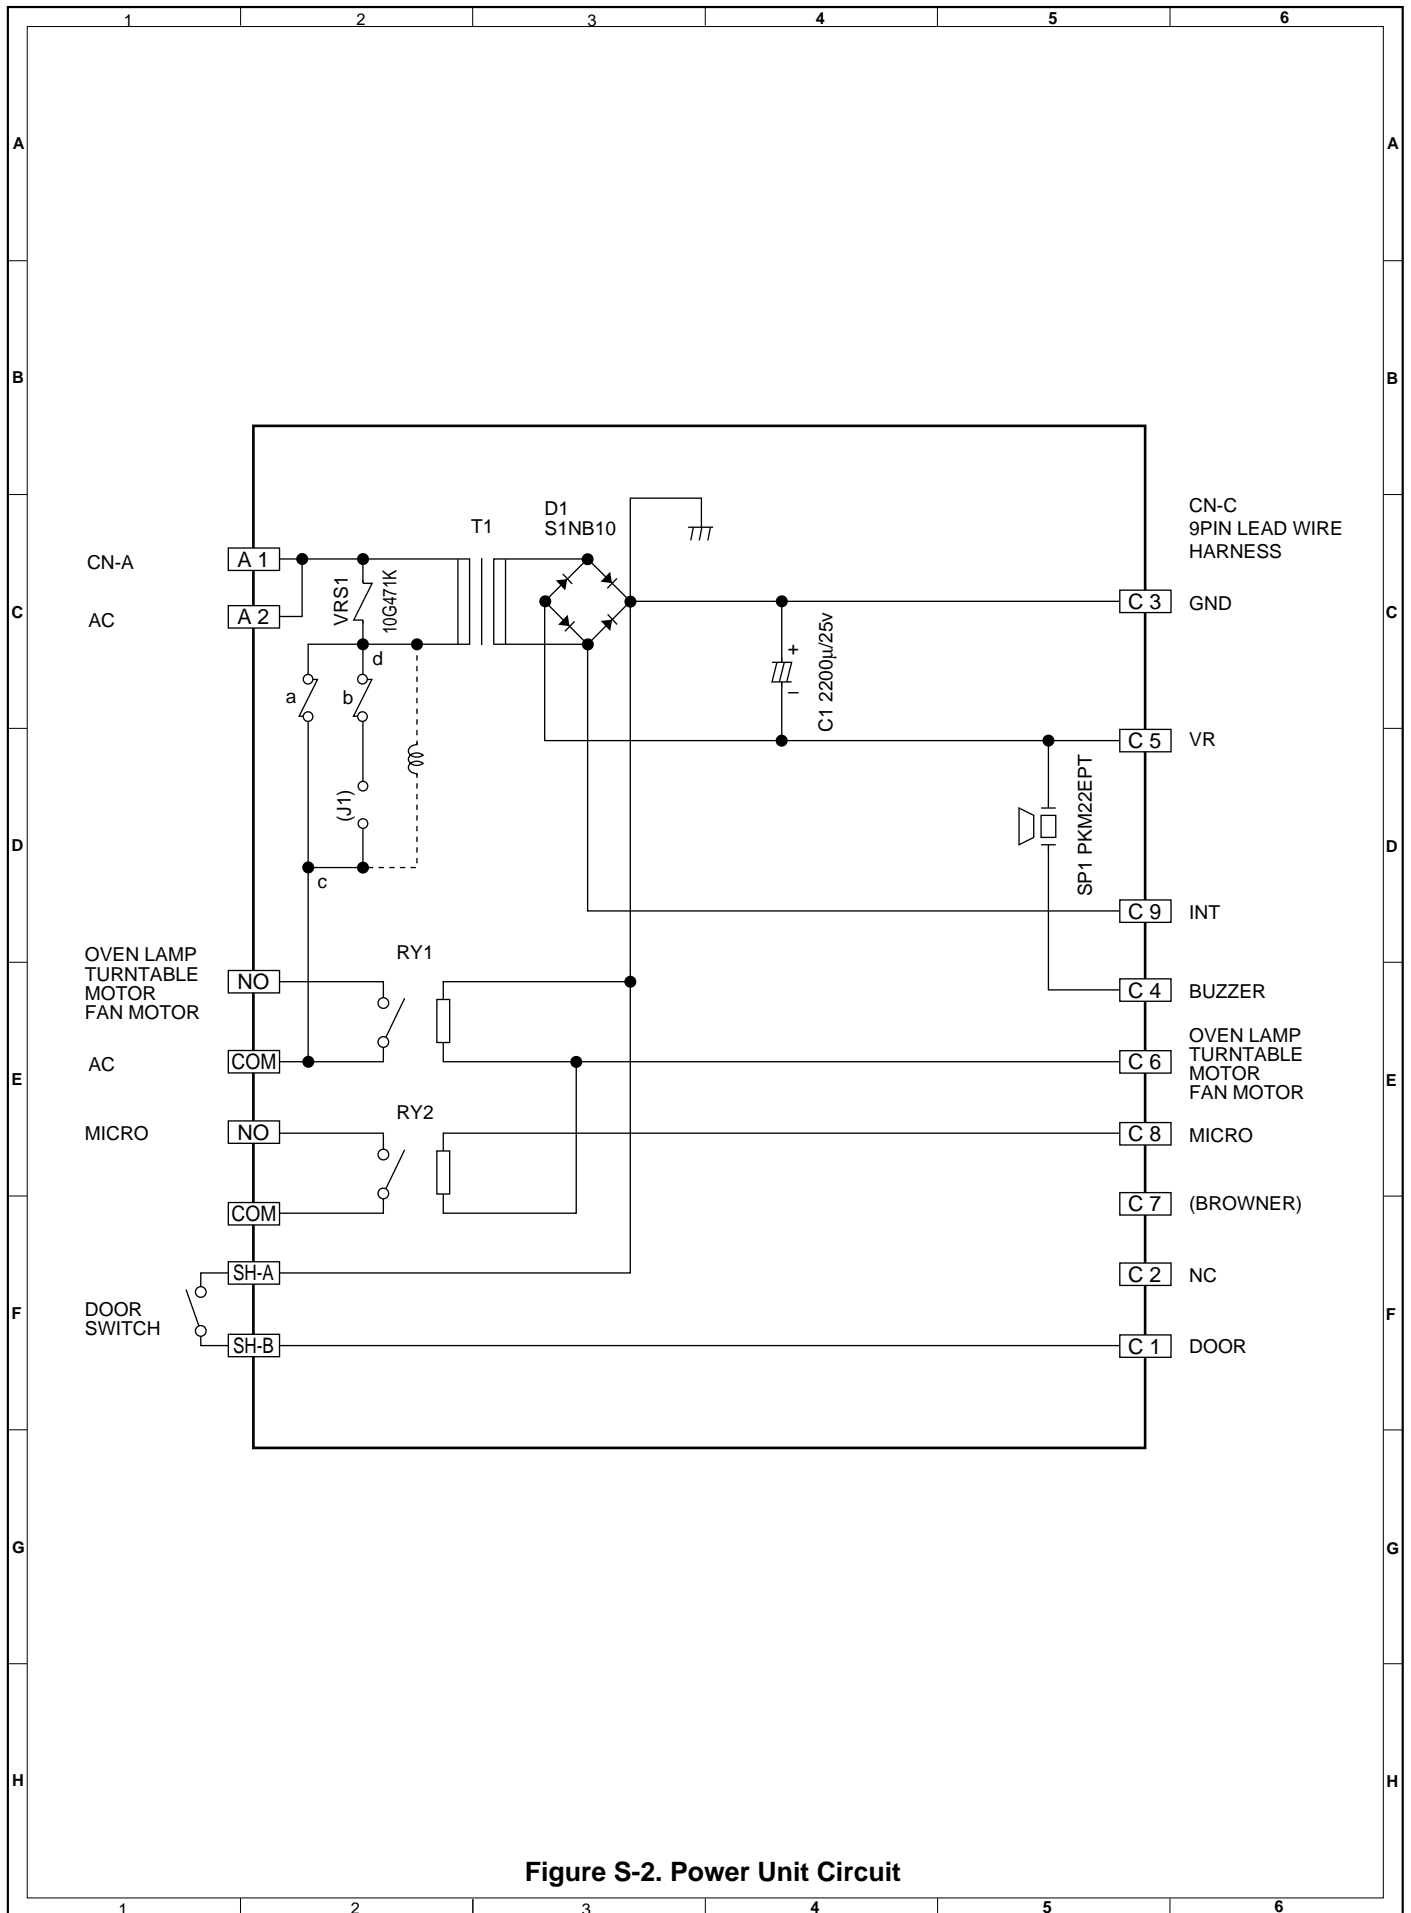 1 2 3 4 5 6
A A
B B
C C
D D
E E
F F
G G
H H
CN-A
AC
A 1
A 2
VRS1
10G471K
T1
D1
S1NB10
a
b
d
(J1)
c
C1 2200µ/25v
+
–
SP1 PKM22EPT
CN-C
9PIN LEAD WIRE
HARNESS
C 3 GND
C 5 VR
C 9 INT
C 4 BUZZER
C 6
OVEN LAMP
TURNTABLE
MOTOR
FAN MOTOR
C 8 MICRO
C 7 (BROWNER)
C 2 NC
C 1 DOOR
OVEN LAMP
TURNTABLE
MOTOR
FAN MOTOR
NO
RY1
AC
COM
MICRO
NO
RY2
COM
SH-A
DOOR
SWITCH
SH-B
Figure S-2. Power Unit Circuit
1 2 3 4 5 6